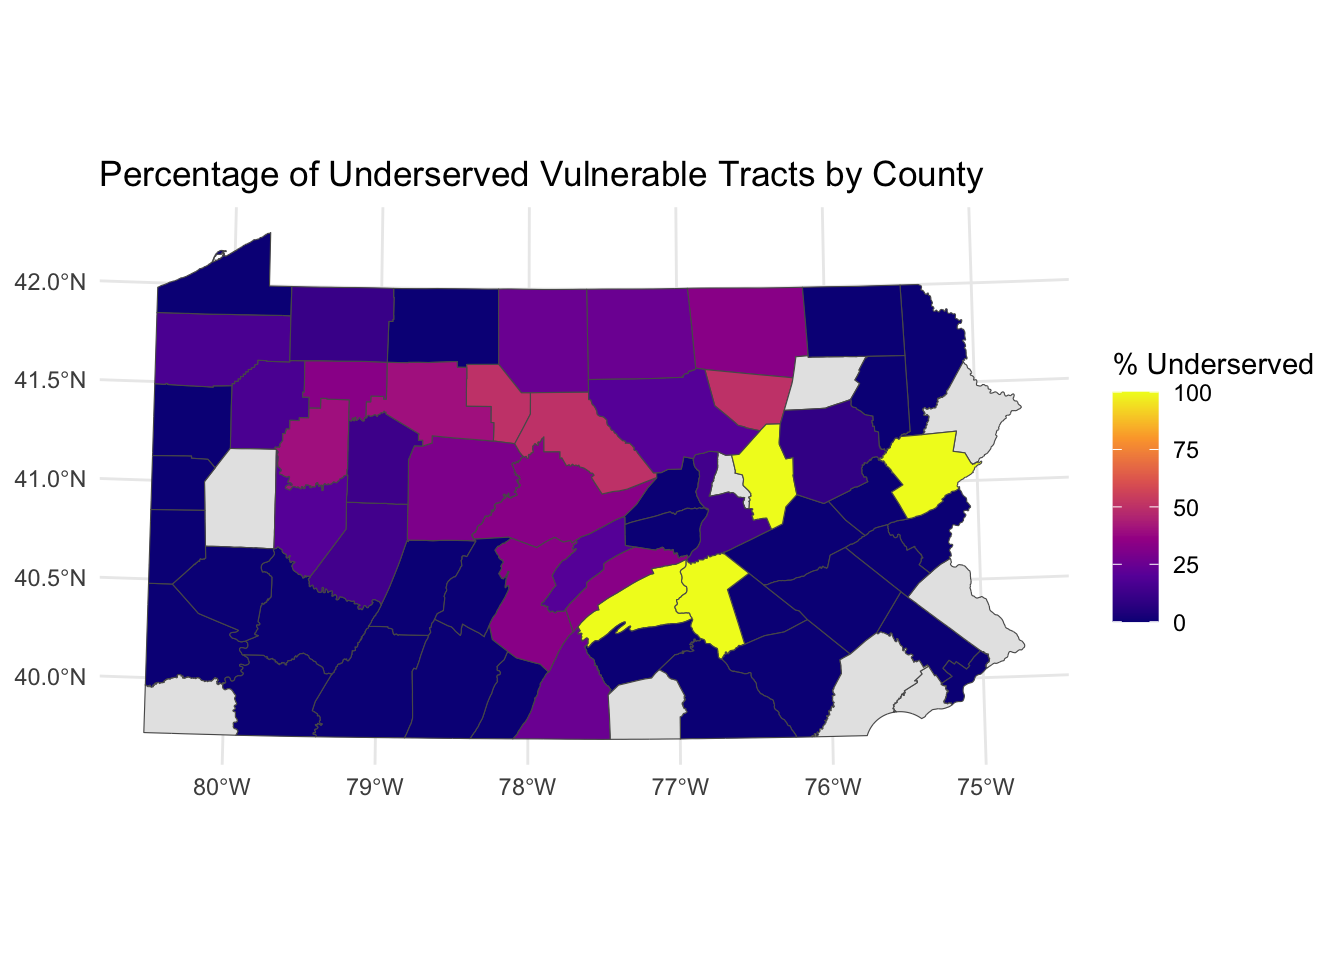 Percentage of Underserved Vulnerable Tracts by County
42.0°N
41.5°N
41.0°N
40.5°N
40.0°N
80°W
79°W
78°W
77°W
76°W
75°W
% Underserved
100
75
50
25
0